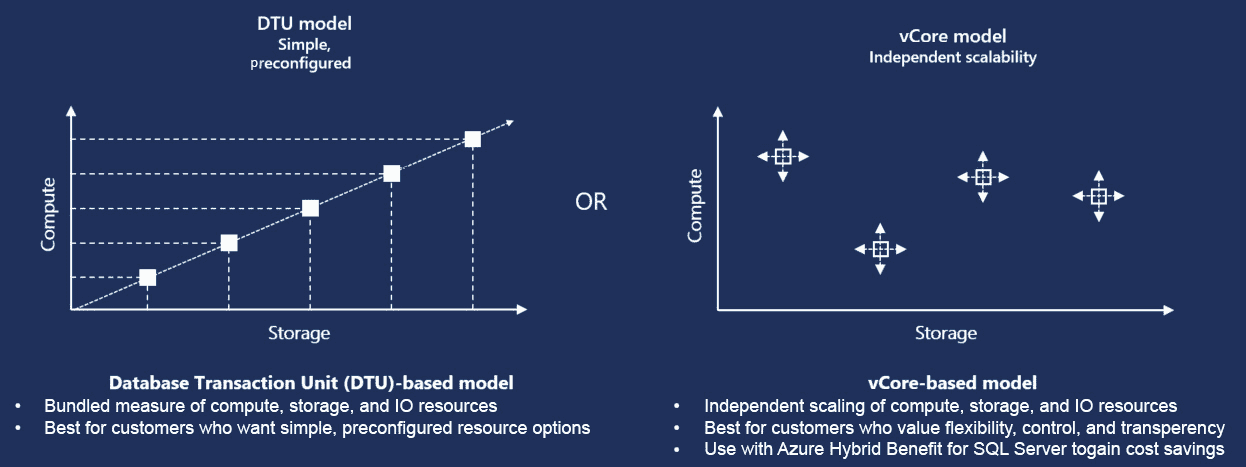 DTU model
Simple,
preconfigured
Compute
Storage
Database Transaction Unit (DTU)-based model
• Bundled measure of compute, storage, and IO resources
• Best for customers who want simple, preconfigured resource options
OR
vCore model
Independent scalability
Compute
Storage
vCore-based model
• Independent scaling of compute, storage, and IO resources
• Best for customers who value flexibility, control, and transperency
• Use with Azure Hybrid Benefit for SQL Server togain cost savings